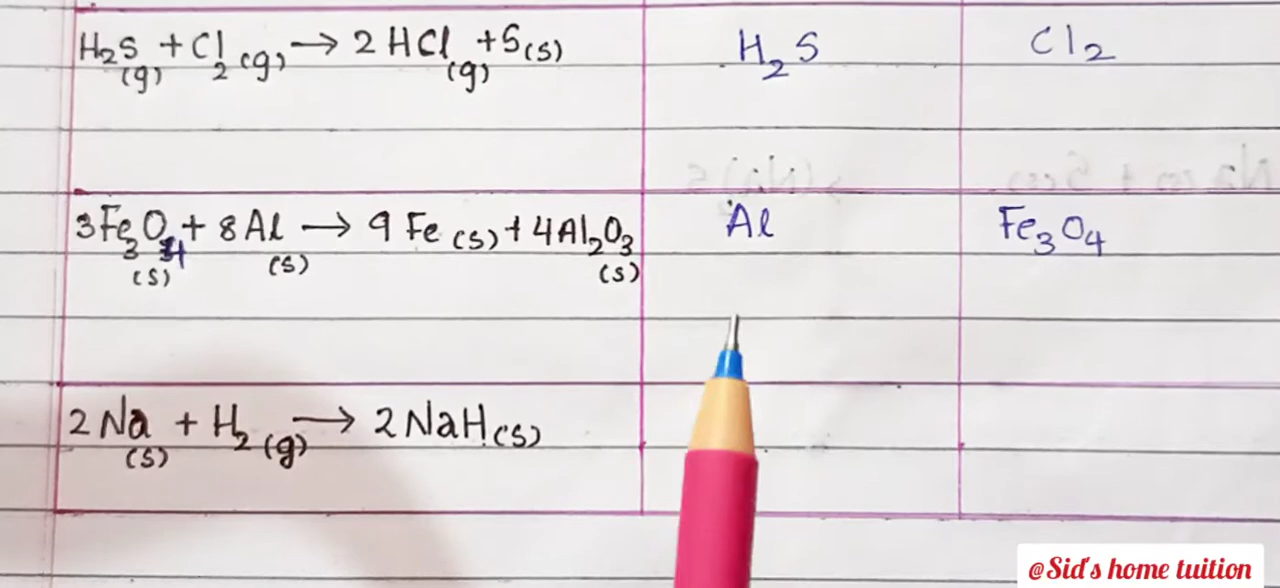 H₂S(g) + Cl₂(g) → 2HCl(g) + S(s) H₂S Cl₂
3Fe₃O₄(s) + 8Al(s) → 9Fe(s) + 4Al₂O₃(s) Al Fe₃O₄
2Na(s) + H₂(g) → 2NaH(s)
@Sid's home tuition